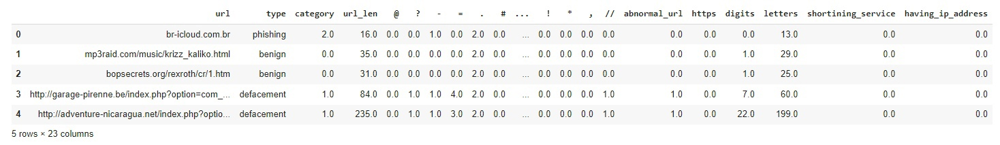 url type category url_len @ ? - = . # ... ! * , // abnormal_url https digits letters shortining_service having_ip_address
0 br-icloud.com.br phishing 2.0 16.0 0.0 0.0 1.0 0.0 2.0 0.0 ... 0.0 0.0 0.0 0.0 0.0 0.0 0.0 13.0 0.0 0.0
1 mp3raid.com/music/krizz_kaliko.html benign 0.0 35.0 0.0 0.0 0.0 0.0 2.0 0.0 ... 0.0 0.0 0.0 0.0 0.0 0.0 1.0 29.0 0.0 0.0
2 bopsecrets.org/rexroth/cr/1.htm benign 0.0 31.0 0.0 0.0 0.0 0.0 2.0 0.0 ... 0.0 0.0 0.0 0.0 0.0 0.0 1.0 25.0 0.0 0.0
3 http://garage-pirenne.be/index.php?option=com_... defacement 1.0 84.0 0.0 1.0 1.0 4.0 2.0 0.0 ... 0.0 0.0 0.0 1.0 1.0 0.0 7.0 60.0 0.0 0.0
4 http://adventure-nicaragua.net/index.php?optio... defacement 1.0 235.0 0.0 1.0 1.0 3.0 2.0 0.0 ... 0.0 0.0 0.0 1.0 1.0 0.0 22.0 199.0 0.0 0.0
5 rows × 23 columns